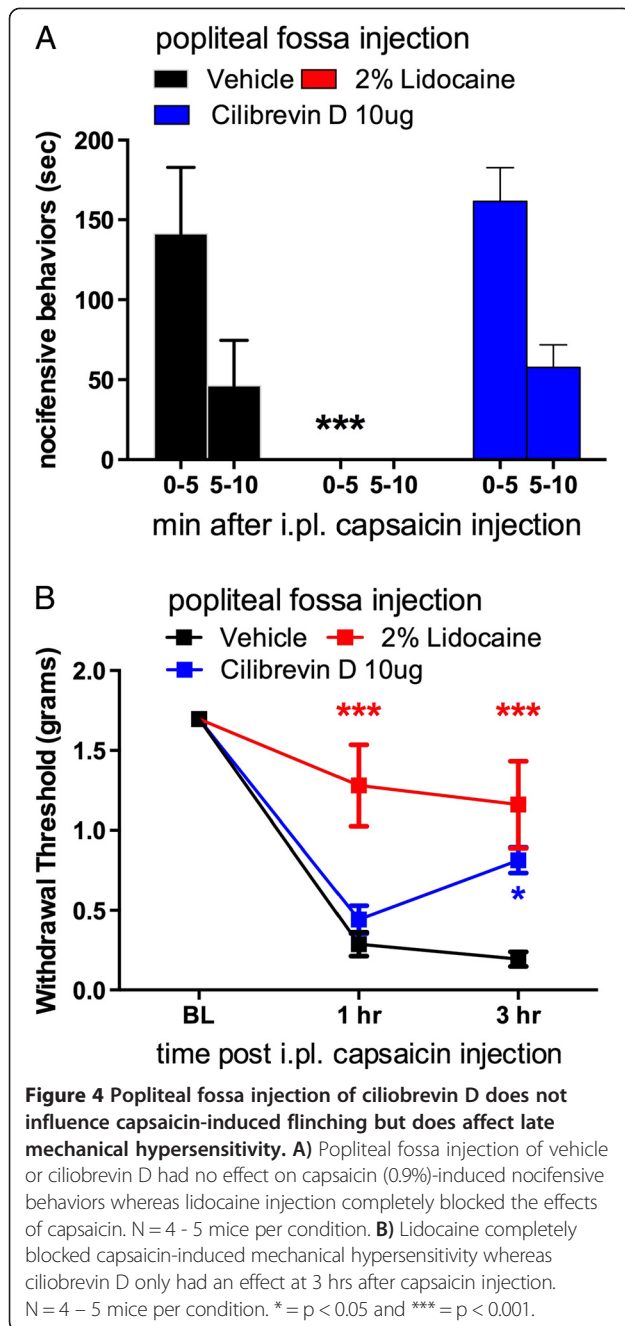 A
popliteal fossa injection
Vehicle 2% Lidocaine
Cilibrevin D 10ug
nocifensive behaviors (sec)
200
150
100
50
0
***
0-5 5-10 0-5 5-10 0-5 5-10
min after i.pl. capsaicin injection
B
popliteal fossa injection
Vehicle 2% Lidocaine
Cilibrevin D 10ug
Withdrawal Threshold (grams)
2.0
1.5
1.0
0.5
0.0
*** ***
*
BL 1 hr 3 hr
time post i.pl. capsaicin injection
Figure 4 Popliteal fossa injection of ciliobrevin D does not
influence capsaicin-induced flinching but does affect late
mechanical hypersensitivity. A) Popliteal fossa injection of vehicle
or ciliobrevin D had no effect on capsaicin (0.9%)-induced nocifensive
behaviors whereas lidocaine injection completely blocked the effects
of capsaicin. N = 4 - 5 mice per condition. B) Lidocaine completely
blocked capsaicin-induced mechanical hypersensitivity whereas
ciliobrevin D only had an effect at 3 hrs after capsaicin injection.
N = 4 – 5 mice per condition. * = p < 0.05 and *** = p < 0.001.